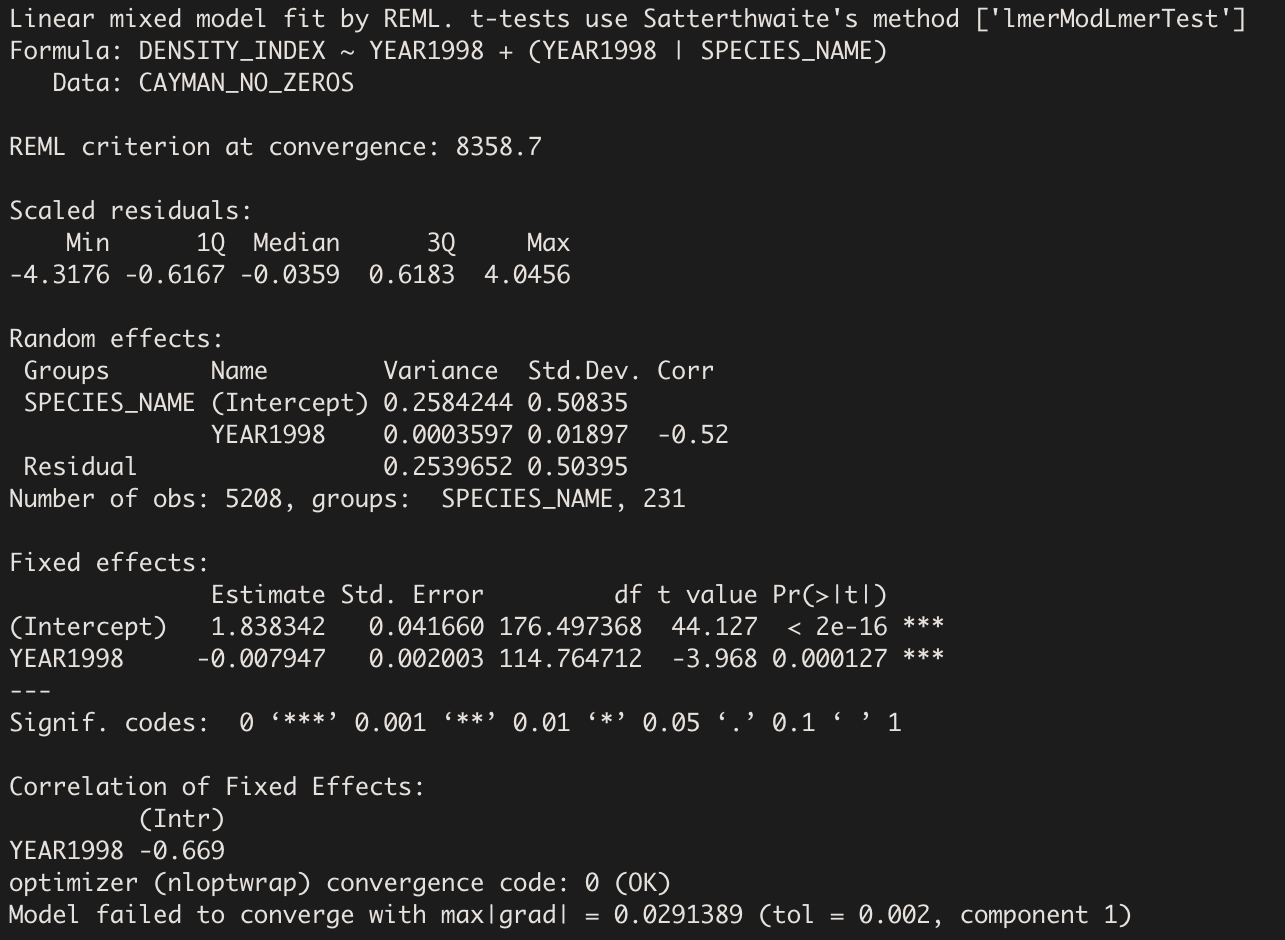 Linear mixed model fit by REML. t-tests use Satterthwaite's method ['lmerModLmerTest']
Formula: DENSITY_INDEX ~ YEAR1998 + (YEAR1998 | SPECIES_NAME)
   Data: CAYMAN_NO_ZEROS

REML criterion at convergence: 8358.7

Scaled residuals:
    Min      1Q  Median      3Q     Max
-4.3176 -0.6167 -0.0359  0.6183  4.0456

Random effects:
 Groups       Name        Variance  Std.Dev. Corr
 SPECIES_NAME (Intercept) 0.2584244 0.50835
              YEAR1998    0.0003597 0.01897  -0.52
 Residual                 0.2539652 0.50395
Number of obs: 5208, groups:  SPECIES_NAME, 231

Fixed effects:
              Estimate Std. Error         df t value Pr(>|t|)
(Intercept)   1.838342   0.041660 176.497368  44.127  < 2e-16 ***
YEAR1998     -0.007947   0.002003 114.764712  -3.968 0.000127 ***
---
Signif. codes:  0 ‘***’ 0.001 ‘**’ 0.01 ‘*’ 0.05 ‘.’ 0.1 ‘ ’ 1

Correlation of Fixed Effects:
         (Intr)
YEAR1998 -0.669
optimizer (nloptwrap) convergence code: 0 (OK)
Model failed to converge with max|grad| = 0.0291389 (tol = 0.002, component 1)